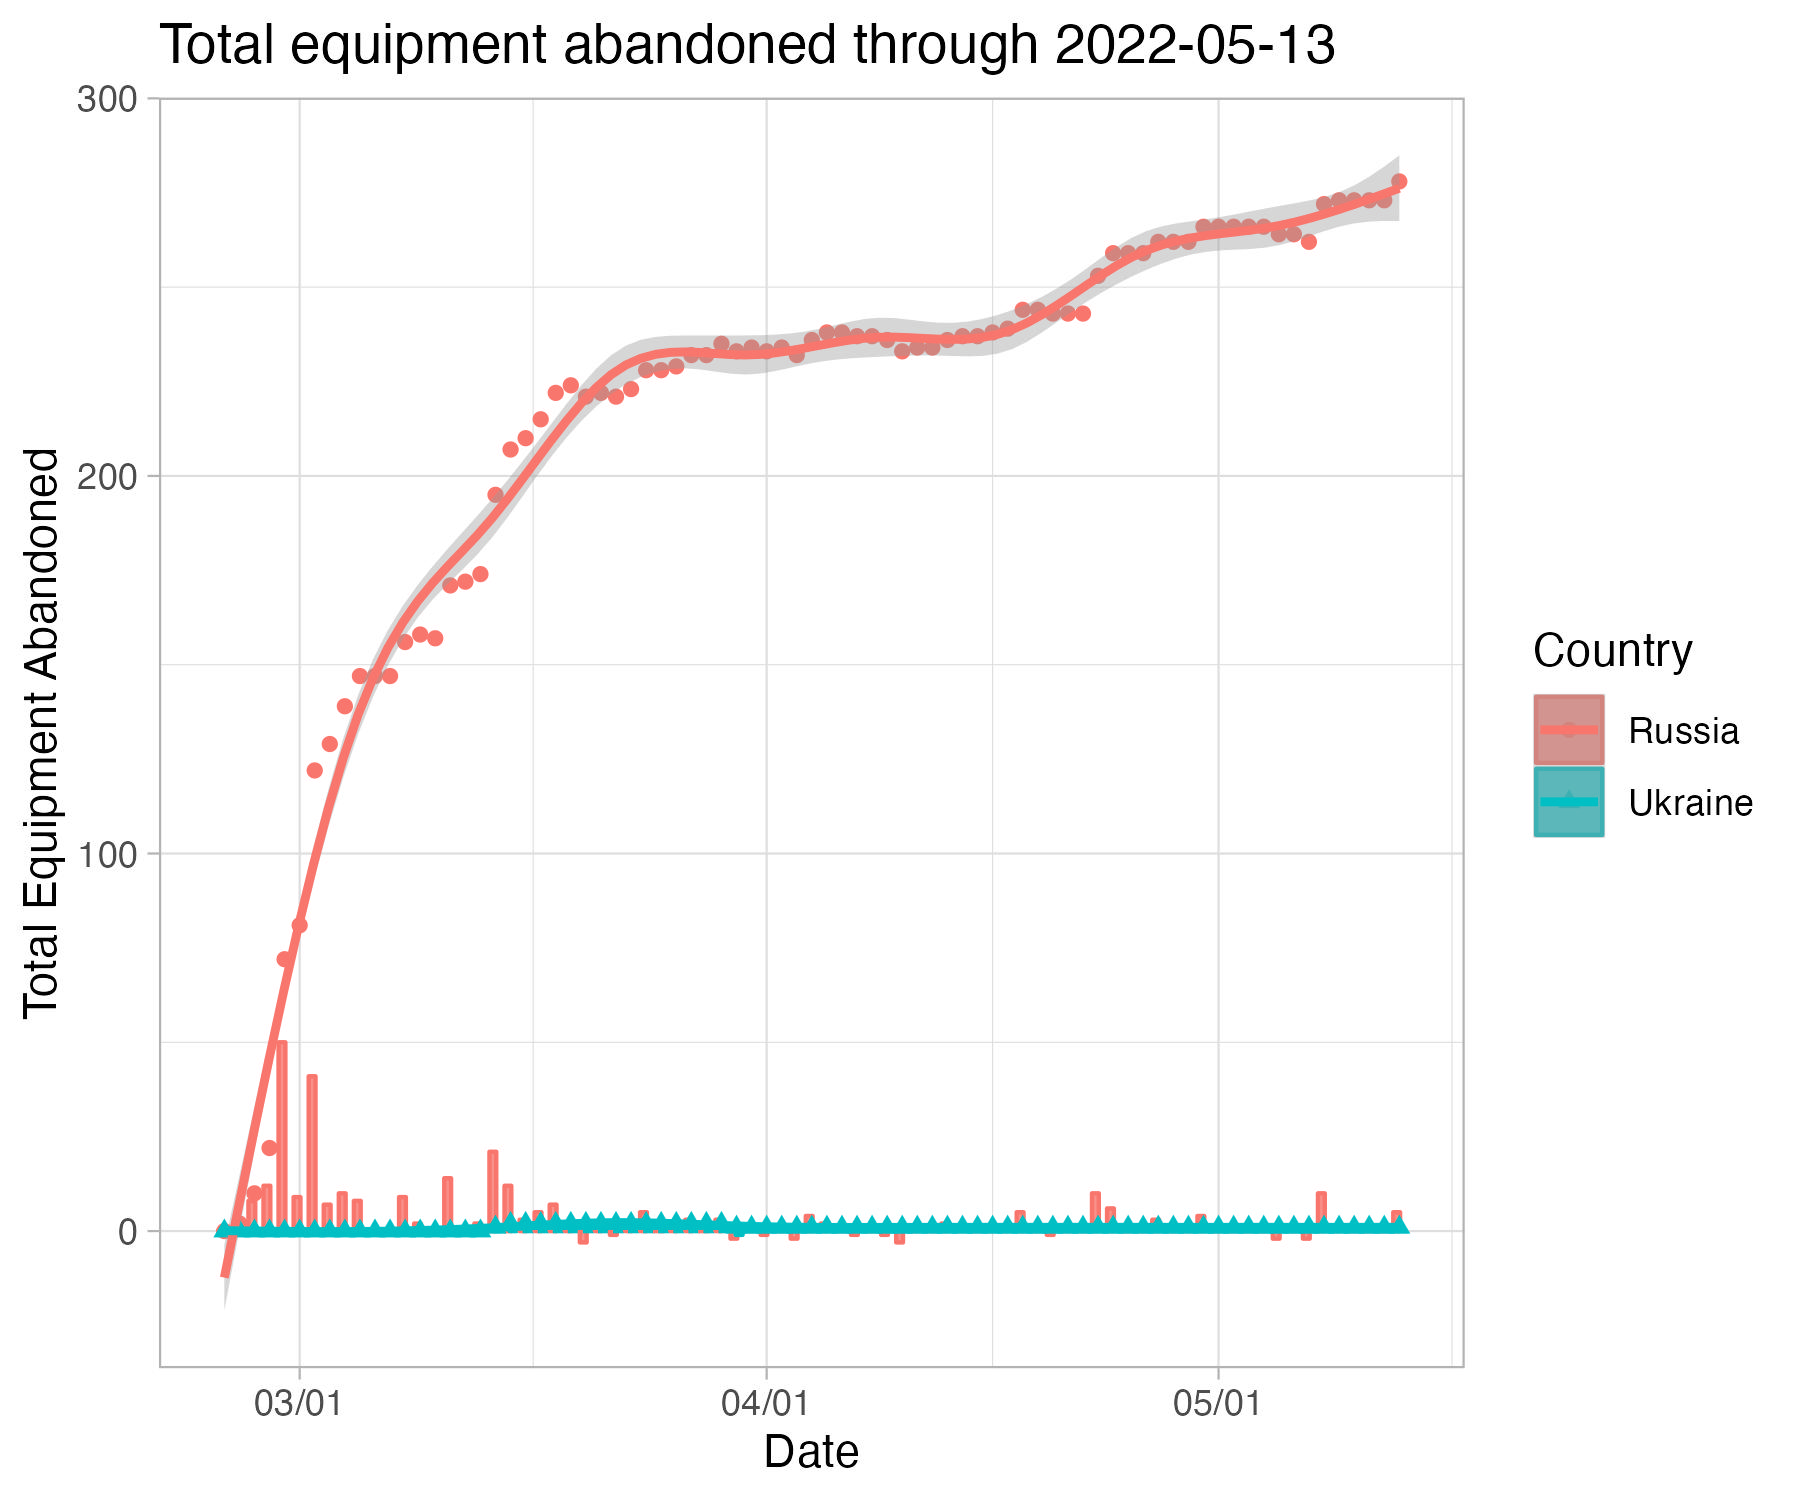 Total equipment abandoned through 2022-05-13
300
200
100
0
Total Equipment Abandoned
03/01
04/01
05/01
Date
Country
Russia
Ukraine